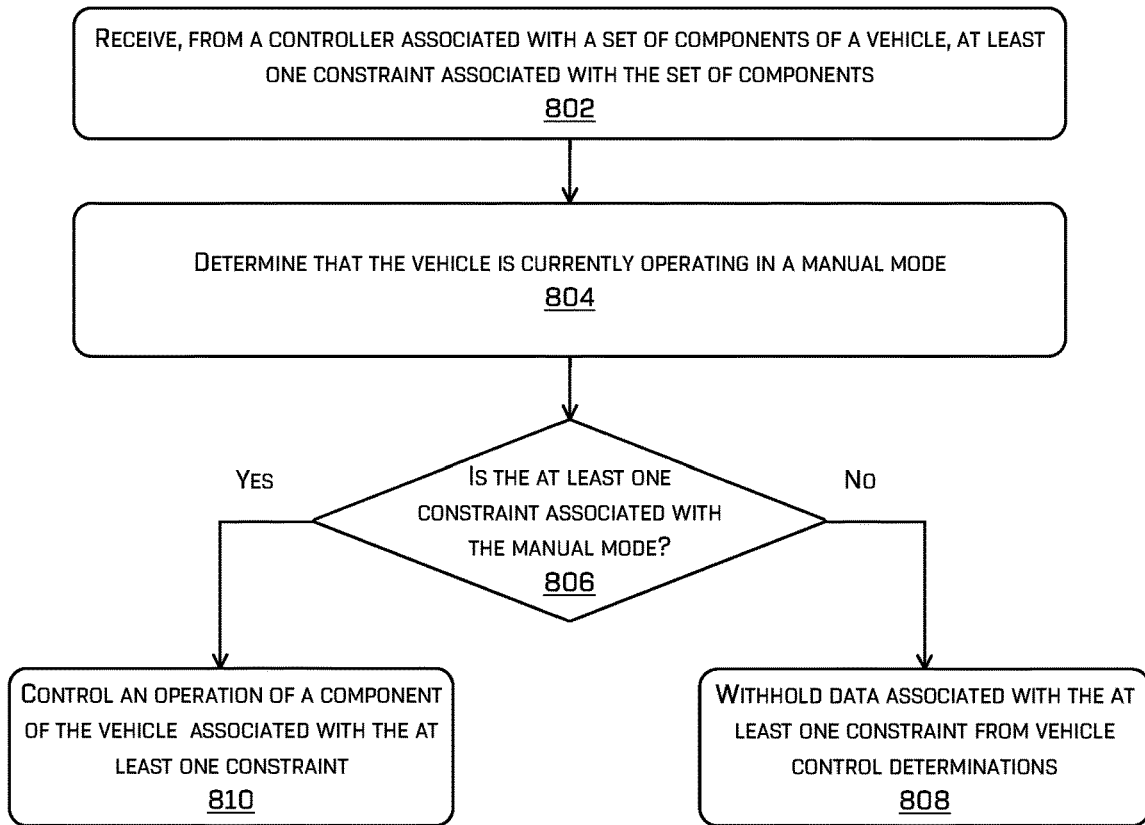 RECEIVE, FROM A CONTROLLER ASSOCIATED WITH A SET OF COMPONENTS OF A VEHICLE, AT LEAST
ONE CONSTRAINT ASSOCIATED WITH THE SET OF COMPONENTS
802
DETERMINE THAT THE VEHICLE IS CURRENTLY OPERATING IN A MANUAL MODE
804
IS THE AT LEAST ONE
CONSTRAINT ASSOCIATED WITH
THE MANUAL MODE?
806
YES
NO
CONTROL AN OPERATION OF A COMPONENT
OF THE VEHICLE ASSOCIATED WITH THE AT
LEAST ONE CONSTRAINT
810
WITHHOLD DATA ASSOCIATED WITH THE AT
LEAST ONE CONSTRAINT FROM VEHICLE
CONTROL DETERMINATIONS
808